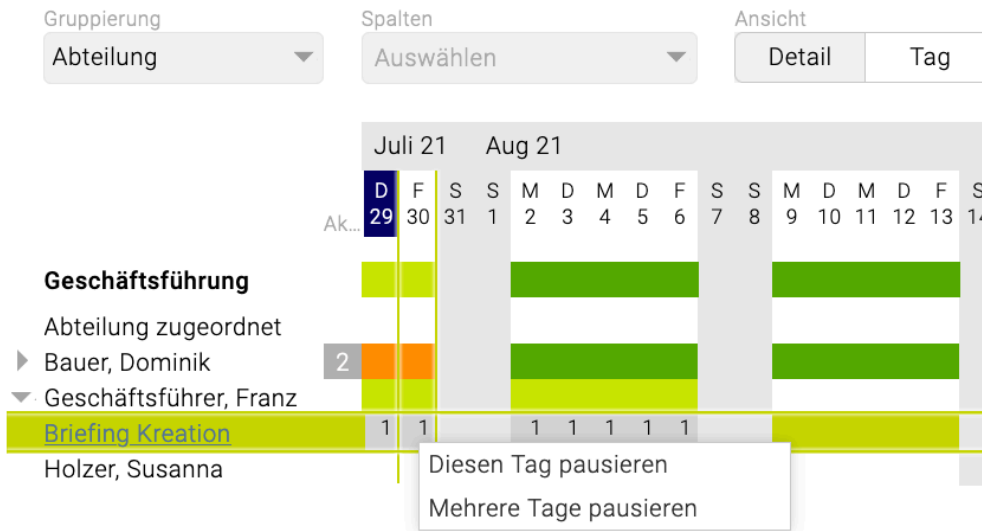 Gruppierung Spalten Ansicht
Abteilung Auswählen Detail Tag
Juli 21 Aug 21
D F S S M D M D F S S M D M D F S
Ak... 29 30 31 1 2 3 4 5 6 7 8 9 10 11 12 13 14
Geschäftsführung
Abteilung zugeordnet
Bauer, Dominik 2
Geschäftsführer, Franz
Briefing Kreation 1 1 1 1 1 1 1
Holzer, Susanna
Diesen Tag pausieren
Mehrere Tage pausieren